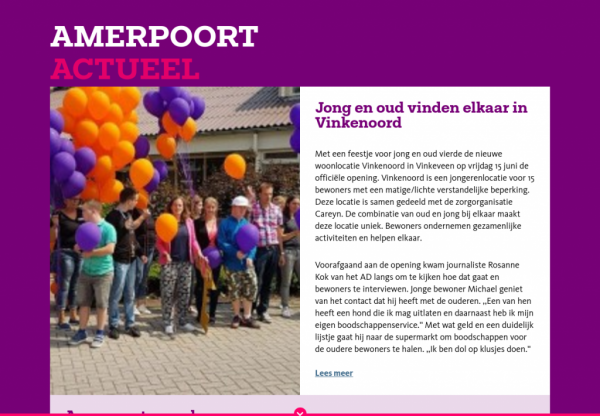 AMERPOORT
ACTUEEL
Jong en oud vinden elkaar in
Vinkenoord
Met een feestje voor jong en oud vierde de nieuwe
woonlocatie Vinkenoord in Vinkeveen op vrijdag 15 juni de
officiële opening. Vinkenoord is een jongerenlocatie voor 15
bewoners met een matige/lichte verstandelijke beperking.
Deze locatie is samen gedeeld met de zorgorganisatie
Careyn. De combinatie van oud en jong bij elkaar maakt
deze locatie uniek. Bewoners ondernemen gezamenlijke
activiteiten en helpen elkaar.
Voorafgaand aan de opening kwam journaliste Rosanne
Kok van het AD langs om te kijken hoe dat gaat en
bewoners te interviewen. Jonge bewoner Michael geniet
van het contact dat hij heeft met de ouderen. „Een van hen
heeft een hond die ik mag uitlaten en daarnaast heb ik mijn
eigen boodschappenservice.” Met wat geld en een duidelijk
lijstje gaat hij naar de supermarkt om boodschappen voor
de oudere bewoners te halen. „Ik ben dol op klusjes doen.”
Lees meer